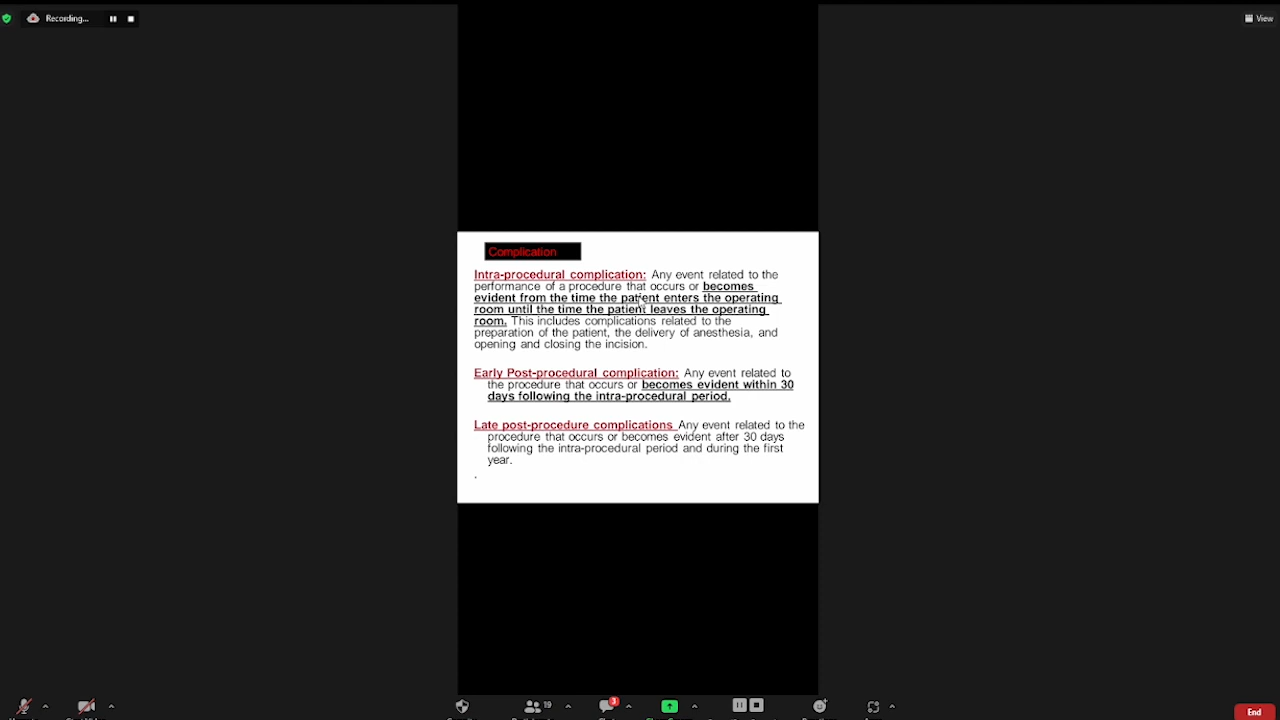 Recording...
View
Complication
Intra-procedural complication: Any event related to the
performance of a procedure that occurs or becomes
evident from the time the patient enters the operating
room until the time the patient leaves the operating
room. This includes complications related to the
preparation of the patient, the delivery of anesthesia, and
opening and closing the incision.
Early Post-procedural complication: Any event related to
the procedure that occurs or becomes evident within 30
days following the intra-procedural period.
Late post-procedure complications Any event related to the
procedure that occurs or becomes evident after 30 days
following the intra-procedural period and during the first
year.
.
19
3
End